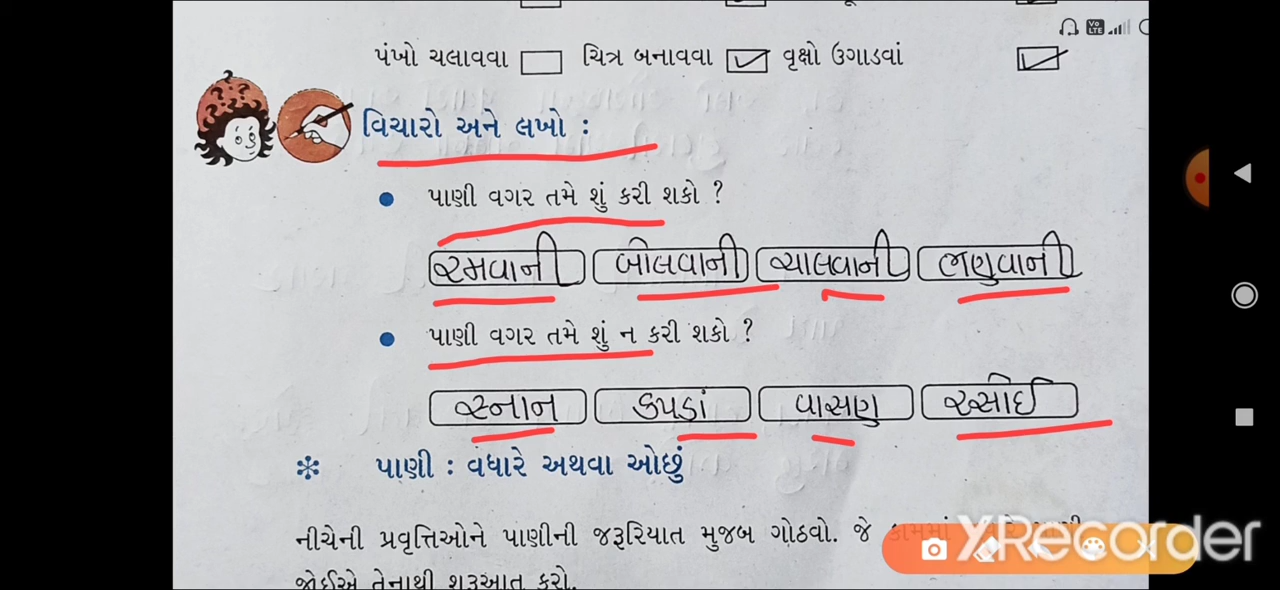 પંખો ચલાવવા ચિત્ર બનાવવા વૃક્ષો ઉગાડવાં
વિચારો અને લખો :
પાણી વગર તમે શું કરી શકો ?
રમવાની બોલવાની ચાલવાની ભણવાની
પાણી વગર તમે શું ન કરી શકો ?
સ્નાન કપડાં વાસણ રસોઈ
પાણી : વધારે અથવા ઓછું
નીચેની પ્રવૃત્તિઓને પાણીની જરૂરિયાત મુજબ ગોઠવો. જે
XRecorder
જોઈએ તેનાથી શરૂઆત કરો.